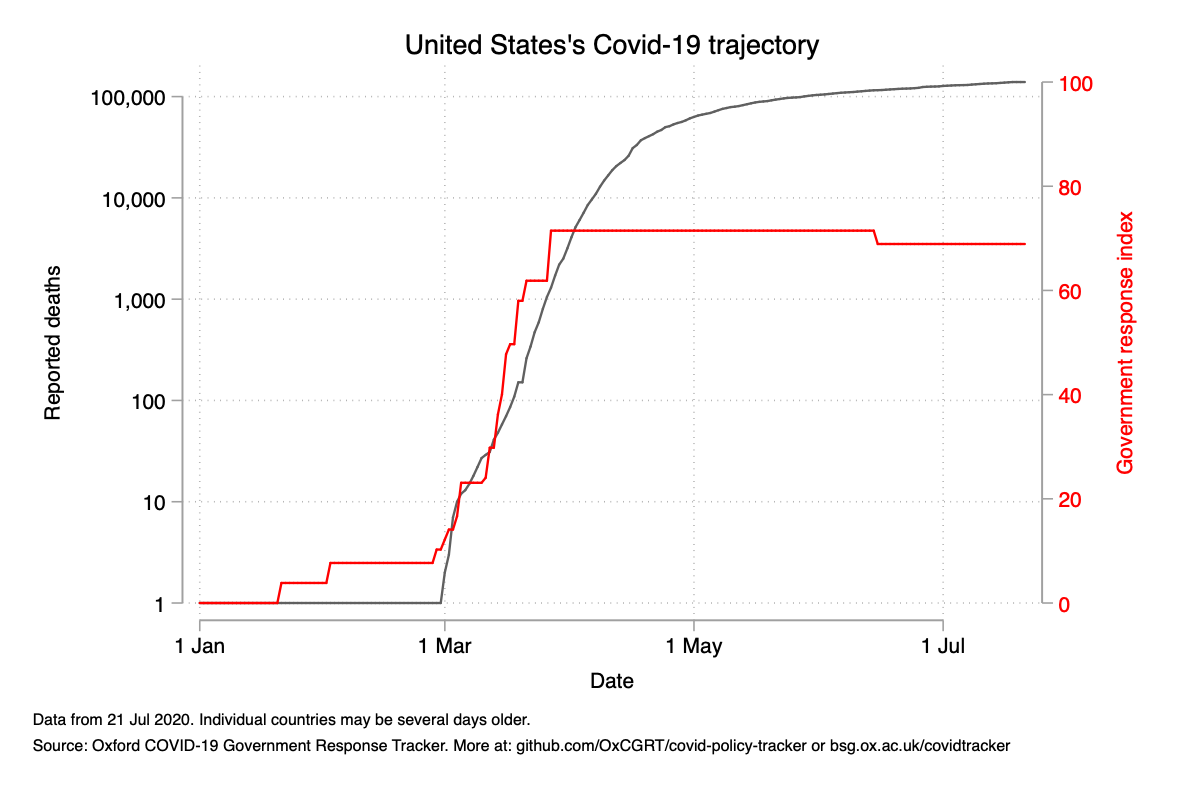 United States's Covid-19 trajectory
100,000
10,000
1,000
100
10
1
Reported deaths
100
80
60
40
20
0
Government response index
1 Jan
1 Mar
1 May
1 Jul
Date
Data from 21 Jul 2020. Individual countries may be several days older.
Source: Oxford COVID-19 Government Response Tracker. More at: github.com/OxCGRT/covid-policy-tracker or bsg.ox.ac.uk/covidtracker